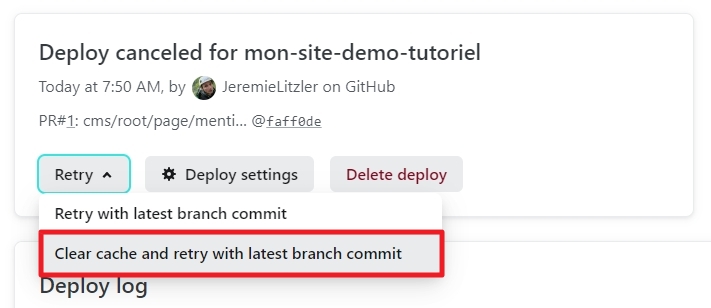 Deploy canceled for mon-site-demo-tutoriel
Today at 7:50 AM, by JeremieLitzler on GitHub
PR#1: cms/root/page/menti... @faff0de
Retry
Deploy settings
Delete deploy
Retry with latest branch commit
Clear cache and retry with latest branch commit
Deploy log